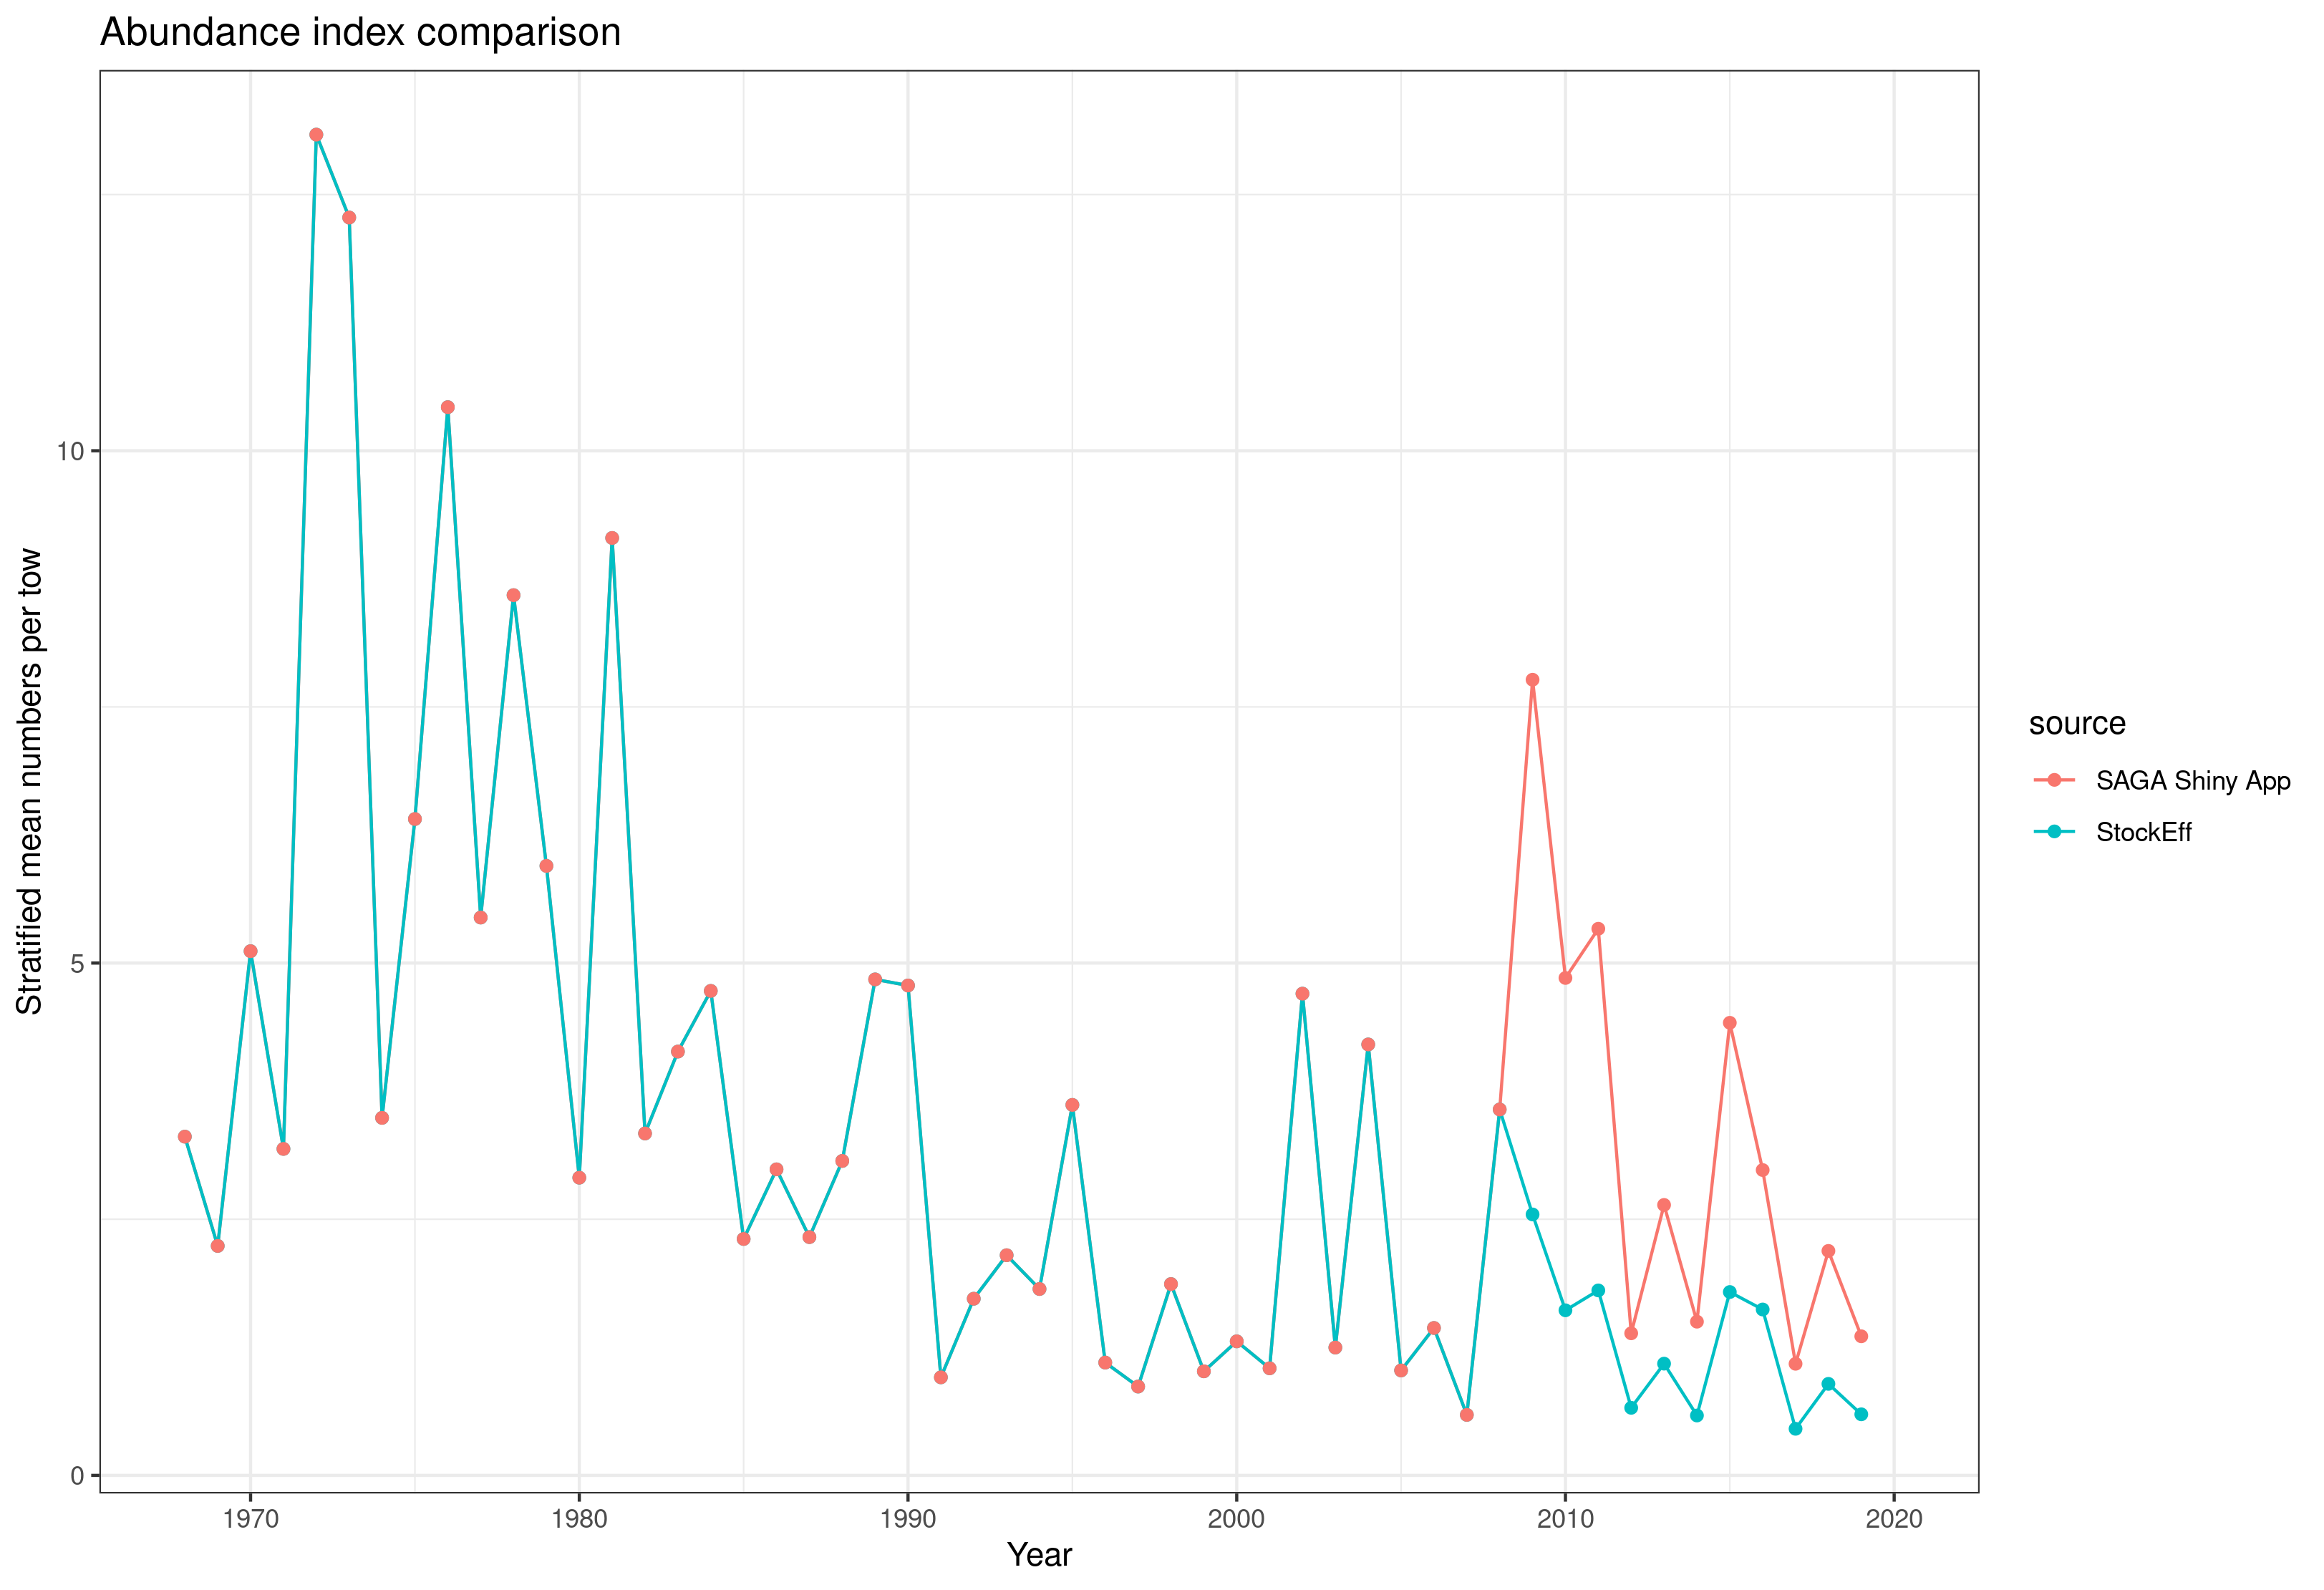 Abundance index comparison
Stratified mean numbers per tow
10
5
0
1970 1980 1990 2000 2010 2020
Year
source
SAGA Shiny App
StockEff